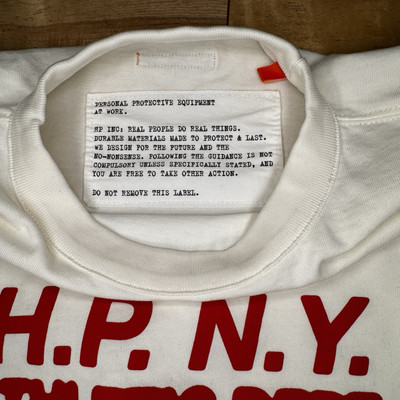 PERSONAL PROTECTIVE EQUIPMENT
AT WORK.
HP INC: REAL PEOPLE DO REAL THINGS.
DURABLE MATERIALS MADE TO PROTECT & LAST.
WE DESIGN FOR THE FUTURE AND THE
NO-NONSENSE. FOLLOWING THE GUIDANCE IS NOT
COMPULSORY UNLESS SPECIFICALLY STATED, AND
YOU ARE FREE TO TAKE OTHER ACTION.
DO NOT REMOVE THIS LABEL.
H.P. N.Y.